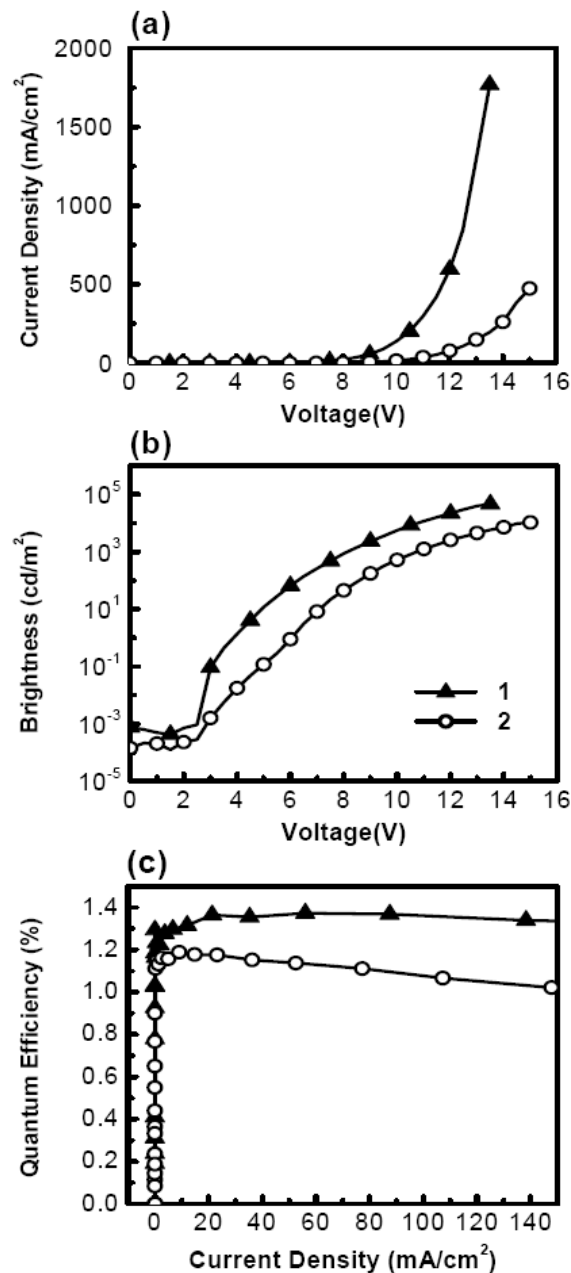 (a)
Current Density (mA/cm²)
2000
1500
1000
500
0
0 2 4 6 8 10 12 14 16
Voltage(V)
(b)
Brightness (cd/m²)
10⁵
10³
10¹
10⁻¹
10⁻³
10⁻⁵
1
2
0 2 4 6 8 10 12 14 16
Voltage(V)
(c)
Quantum Efficiency (%)
1.4
1.2
1.0
0.8
0.6
0.4
0.2
0.0
0 20 40 60 80 100 120 140
Current Density (mA/cm²)